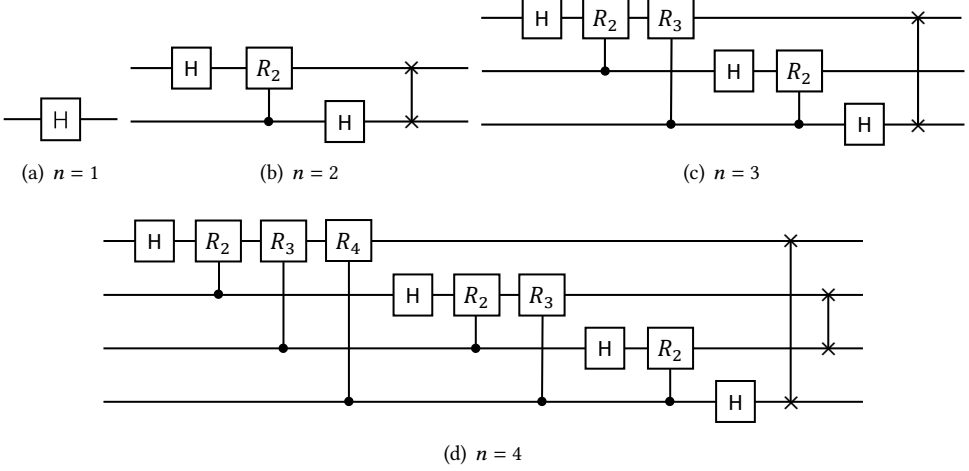 H R₂ R₃
H R₂
H R₂
H
H
H
(a) n = 1
(b) n = 2
(c) n = 3
H R₂ R₃ R₄
H R₂ R₃
H R₂
H
(d) n = 4